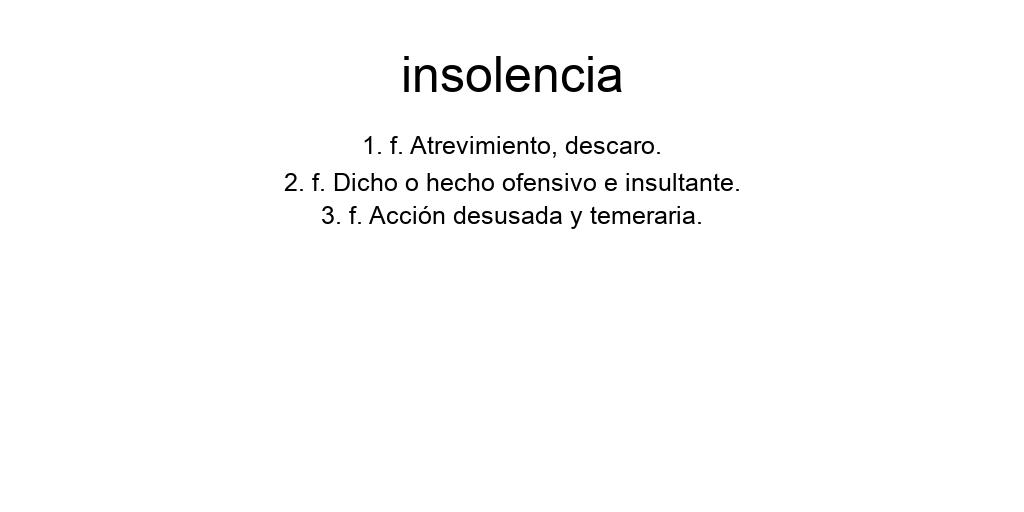 insolencia
1. f. Atrevimiento, descaro.
2. f. Dicho o hecho ofensivo e insultante.
3. f. Acción desusada y temeraria.